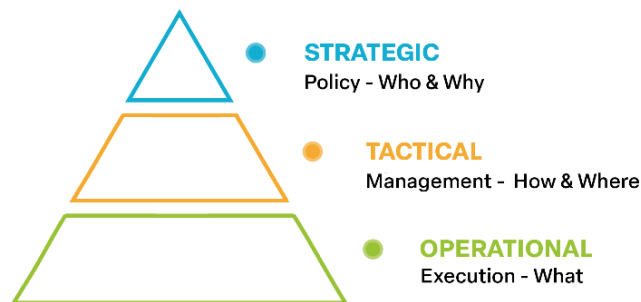 STRATEGIC
Policy - Who & Why
TACTICAL
Management - How & Where
OPERATIONAL
Execution - What